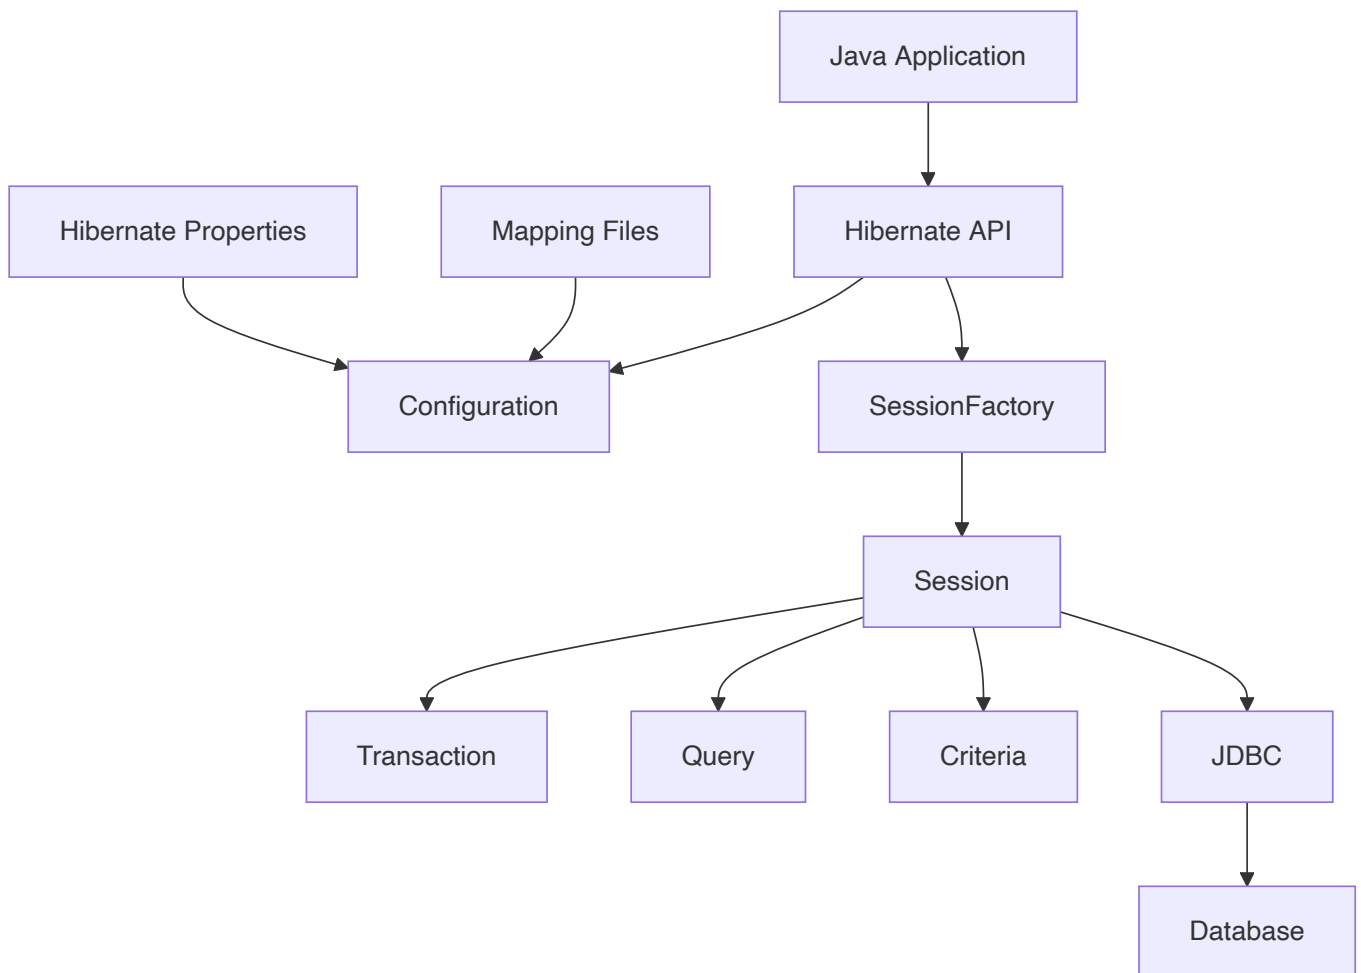 Java Application
Hibernate Properties
Mapping Files
Hibernate API
Configuration
SessionFactory
Session
Transaction
Query
Criteria
JDBC
Database